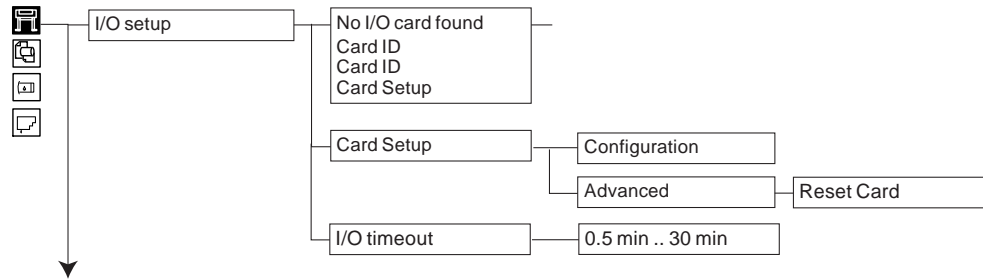 I/O setup
No I/O card found
Card ID
Card ID
Card Setup
Card Setup
Configuration
Advanced
Reset Card
I/O timeout
0.5 min .. 30 min